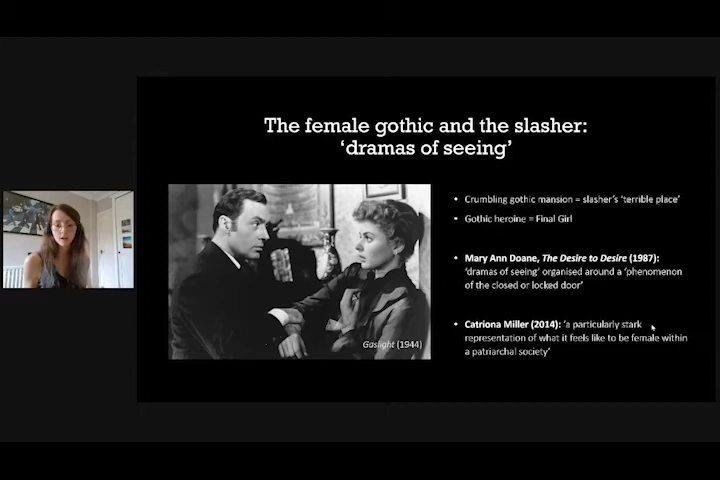 The female gothic and the slasher:
‘dramas of seeing’
• Crumbling gothic mansion = slasher’s ‘terrible place’
• Gothic heroine = Final Girl
• Mary Ann Doane, The Desire to Desire (1987):
‘dramas of seeing’ organised around a ‘phenomenon
of the closed or locked door’
• Catriona Miller (2014): ‘a particularly stark
representation of what it feels like to be female within
a patriarchal society’
Gaslight (1944)